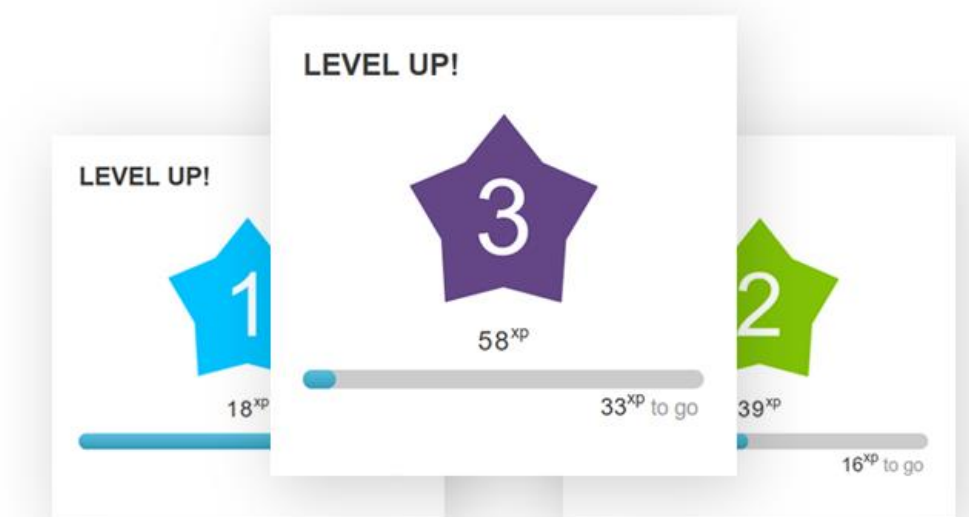 LEVEL UP!
3
58xp
33xp to go
LEVEL UP!
1
18xp
2
39xp
16xp to go